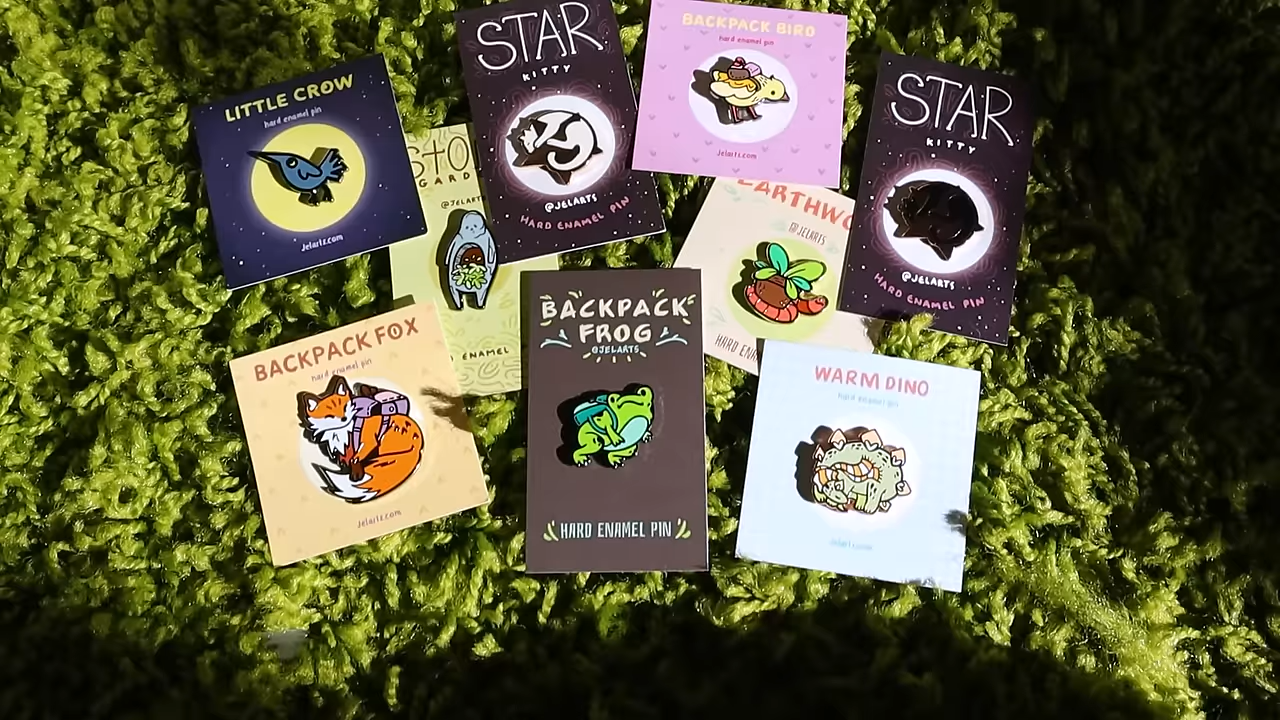 LITTLE CROW
hard enamel pin
Jelarts.com
STAR
KITTY
@JELARTS
HARD ENAMEL PIN
BACKPACK BIRD
hard enamel pin
Jelarts.com
STAR
KITTY
@JELARTS
HARD ENAMEL PIN
@JELARTS
ENAMEL
@JELARTS
HARD
BACKPACK FOX
hard enamel pin
Jelarts.com
BACKPACK
FROG
@JELARTS
HARD ENAMEL PIN
WARM DINO
hard enamel pin